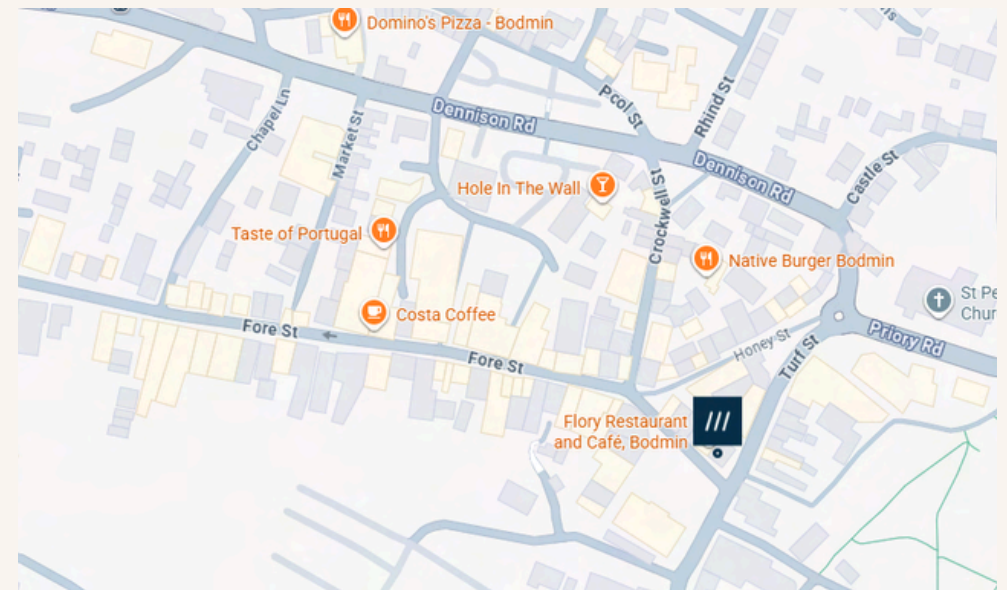 Domino's Pizza - Bodmin
Chapel Ln
Market St
Dennison Rd
Pool St
Rhind St
Dennison Rd
Castle St
Hole In The Wall
Crockwell St
Taste of Portugal
Native Burger Bodmin
St Pe
Chur
Costa Coffee
Fore St
Fore St
Honey St
Turf St
Priory Rd
Flory Restaurant
and Café, Bodmin
///